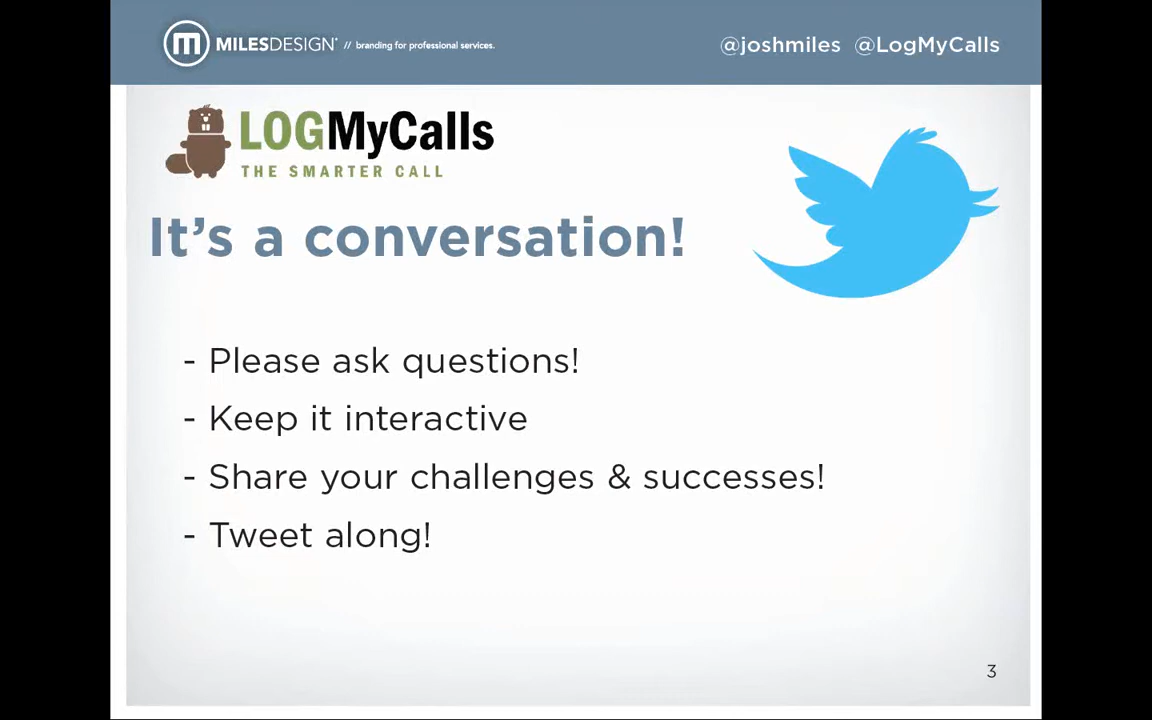 MILESDESIGN® // branding for professional services.
@joshmiles @LogMyCalls
LOGMyCalls
THE SMARTER CALL
It's a conversation!
- Please ask questions!
- Keep it interactive
- Share your challenges & successes!
- Tweet along!
3